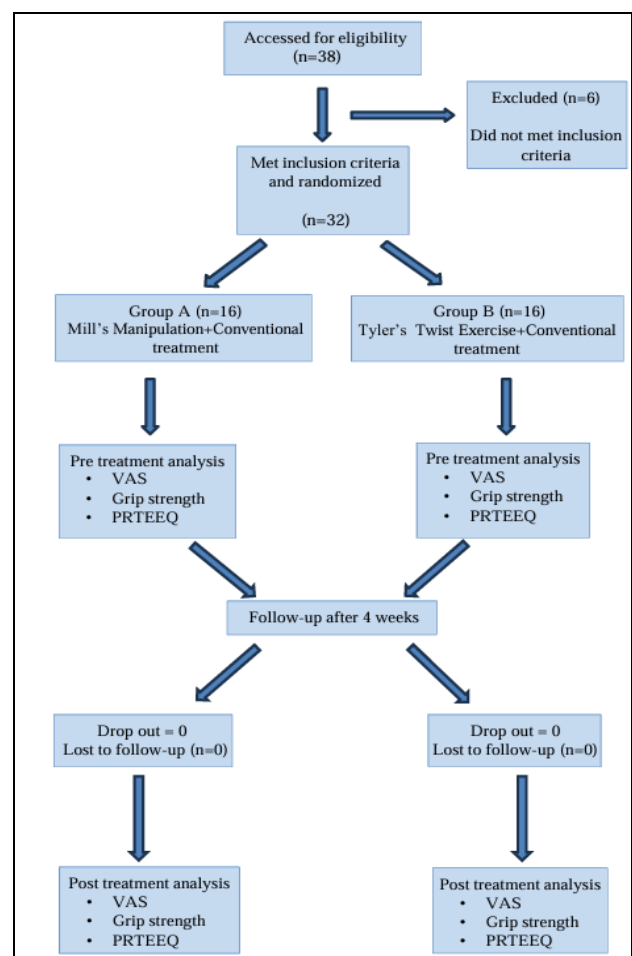 Accessed for eligibility
(n=38)
Excluded (n=6)
Did not met inclusion
criteria
Met inclusion criteria
and randomized
(n=32)
Group A (n=16)
Mill's Manipulation+Conventional
treatment
Group B (n=16)
Tyler's Twist Exercise+Conventional
treatment
Pre treatment analysis
• VAS
• Grip strength
• PRTEEQ
Pre treatment analysis
• VAS
• Grip strength
• PRTEEQ
Follow-up after 4 weeks
Drop out = 0
Lost to follow-up (n=0)
Drop out = 0
Lost to follow-up (n=0)
Post treatment analysis
• VAS
• Grip strength
• PRTEEQ
Post treatment analysis
• VAS
• Grip strength
• PRTEEQ